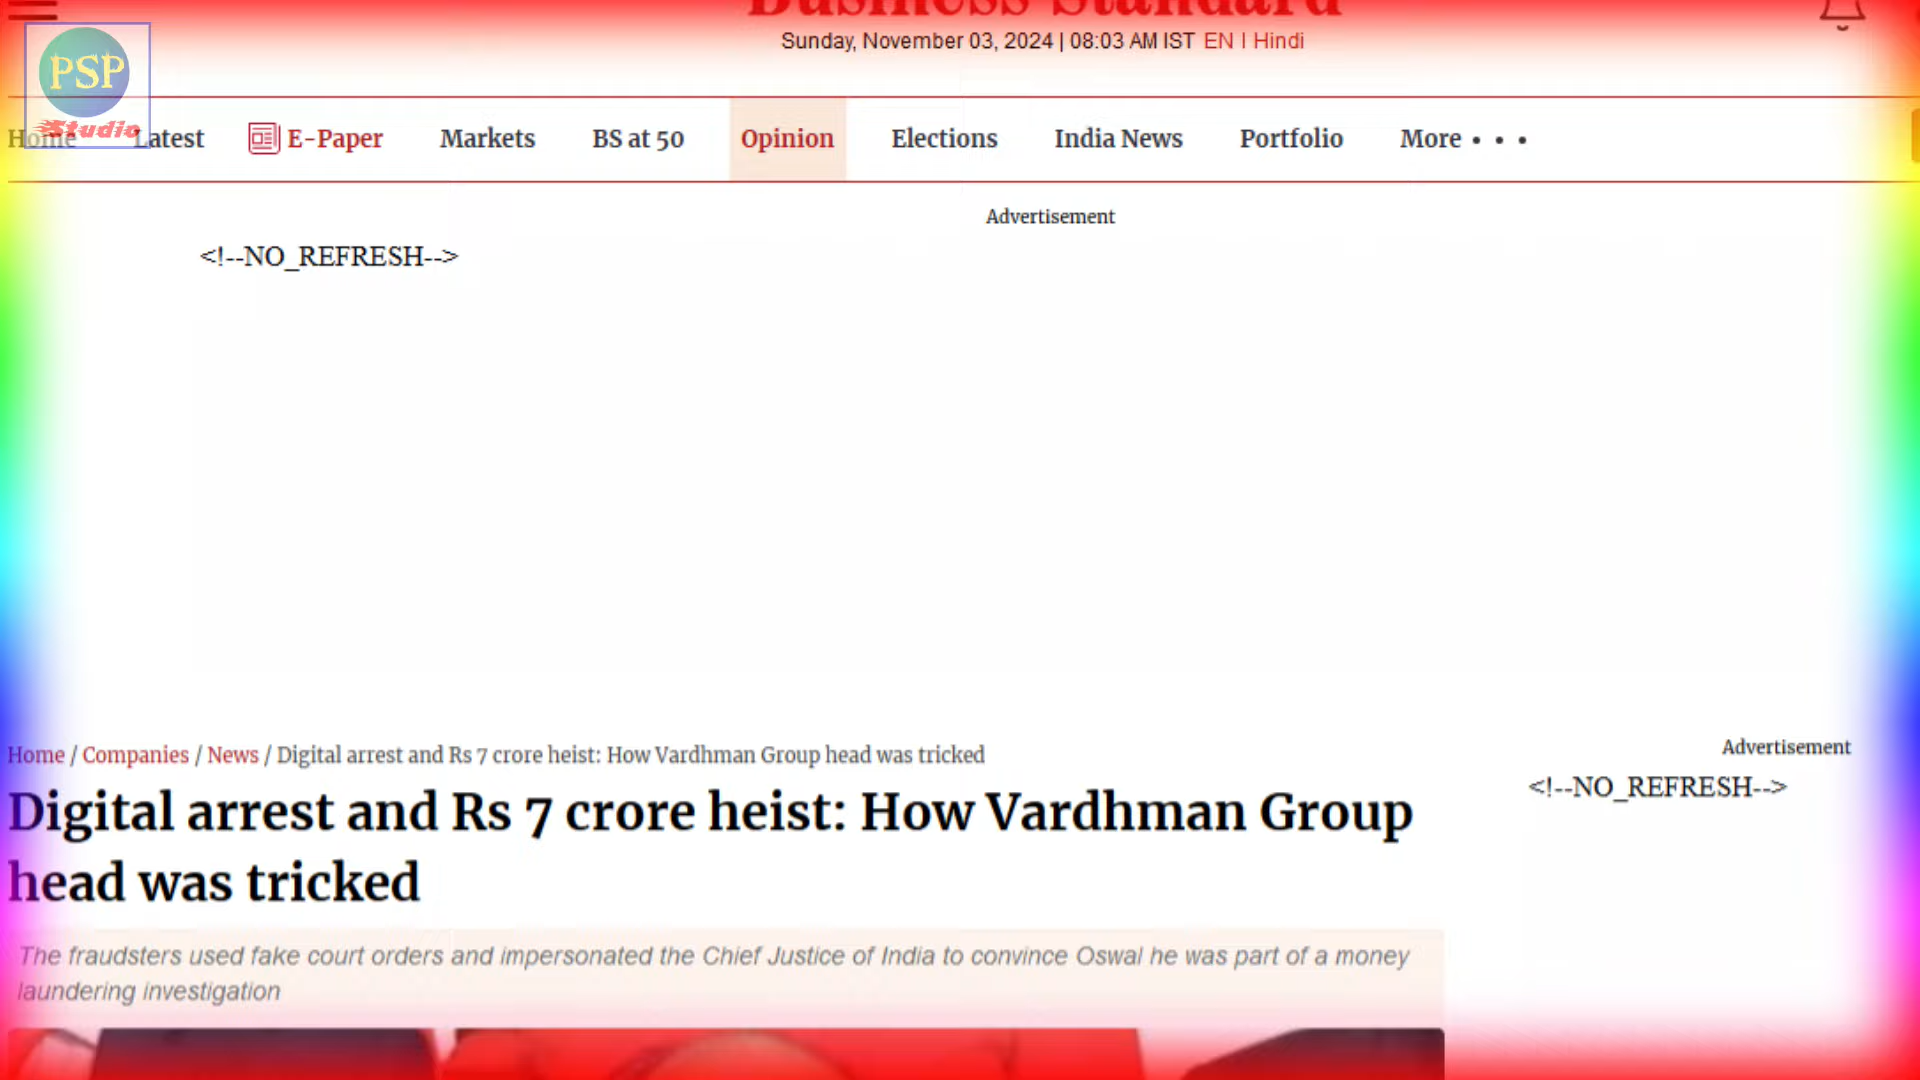 Business Standard
Sunday, November 03, 2024 | 08:03 AM IST EN | Hindi
PSP
Studio
Home Latest E-Paper Markets BS at 50 Opinion Elections India News Portfolio More • • •
Advertisement
<!--NO_REFRESH-->
Home / Companies / News / Digital arrest and Rs 7 crore heist: How Vardhman Group head was tricked
Advertisement
<!--NO_REFRESH-->
Digital arrest and Rs 7 crore heist: How Vardhman Group
head was tricked
The fraudsters used fake court orders and impersonated the Chief Justice of India to convince Oswal he was part of a money
laundering investigation